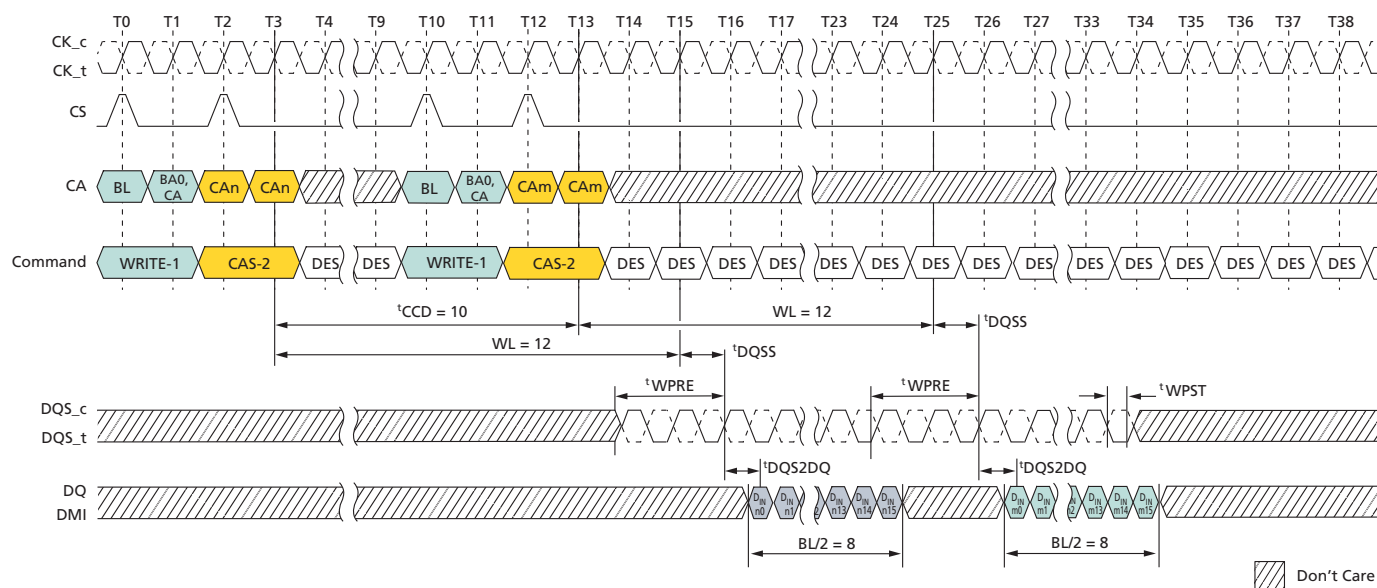 T0 T1 T2 T3 T4 T9 T10 T11 T12 T13 T14 T15 T16 T17 T23 T24 T25 T26 T27 T33 T34 T35 T36 T37 T38
CK_c
CK_t
CS
CA BL BA0, CA CAn CAn BL BA0, CA CAm CAm
Command WRITE-1 CAS-2 DES DES WRITE-1 CAS-2 DES DES DES DES DES DES DES DES DES DES DES DES DES DES DES
tCCD = 10 WL = 12 tDQSS
WL = 12 tDQSS
tWPRE tWPRE tWPST
DQS_c
DQS_t
tDQS2DQ tDQS2DQ
DQ
DMI
DIN n0 DIN n1 DIN n13 DIN n14 DIN n15 DIN m0 DIN m1 DIN m13 DIN m14 DIN m15
BL/2 = 8 BL/2 = 8
Don't Care